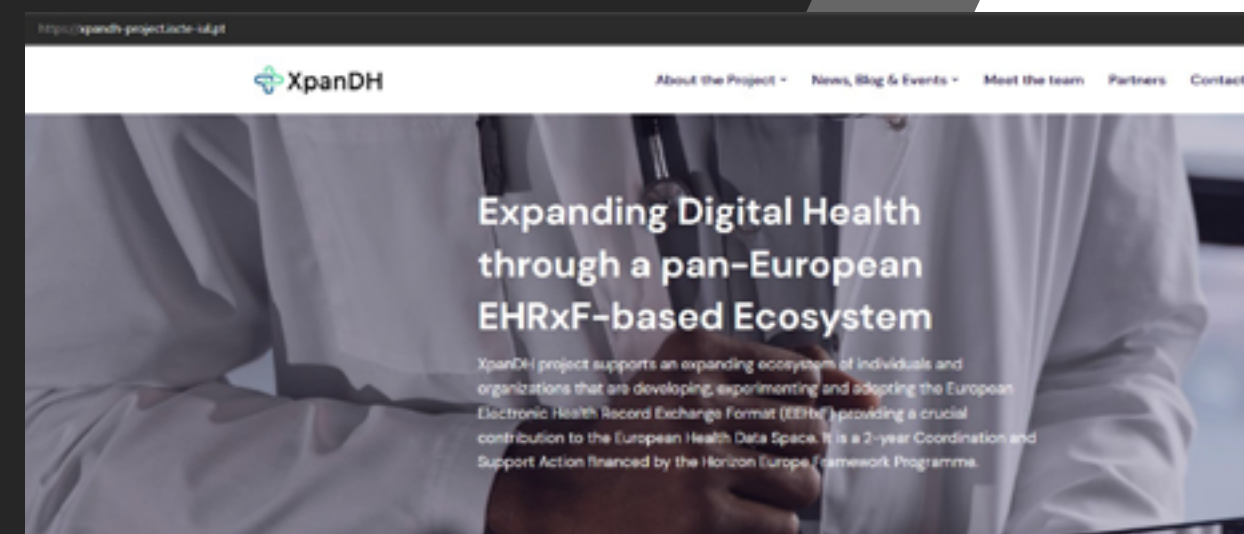 https://xpandh-project.iscte-iul.pt
XpanDH
About the Project
News, Blog & Events
Meet the team
Partners
Contact
Expanding Digital Health
through a pan-European
EHRxF-based Ecosystem
XpanDH project supports an expanding ecosystem of individuals and
organizations that are developing, experimenting and adopting the European
Electronic Health Record Exchange Format (EEHRxF) providing a crucial
contribution to the European Health Data Space. It is a 2-year Coordination and
Support Action financed by the Horizon Europe Framework Programme.